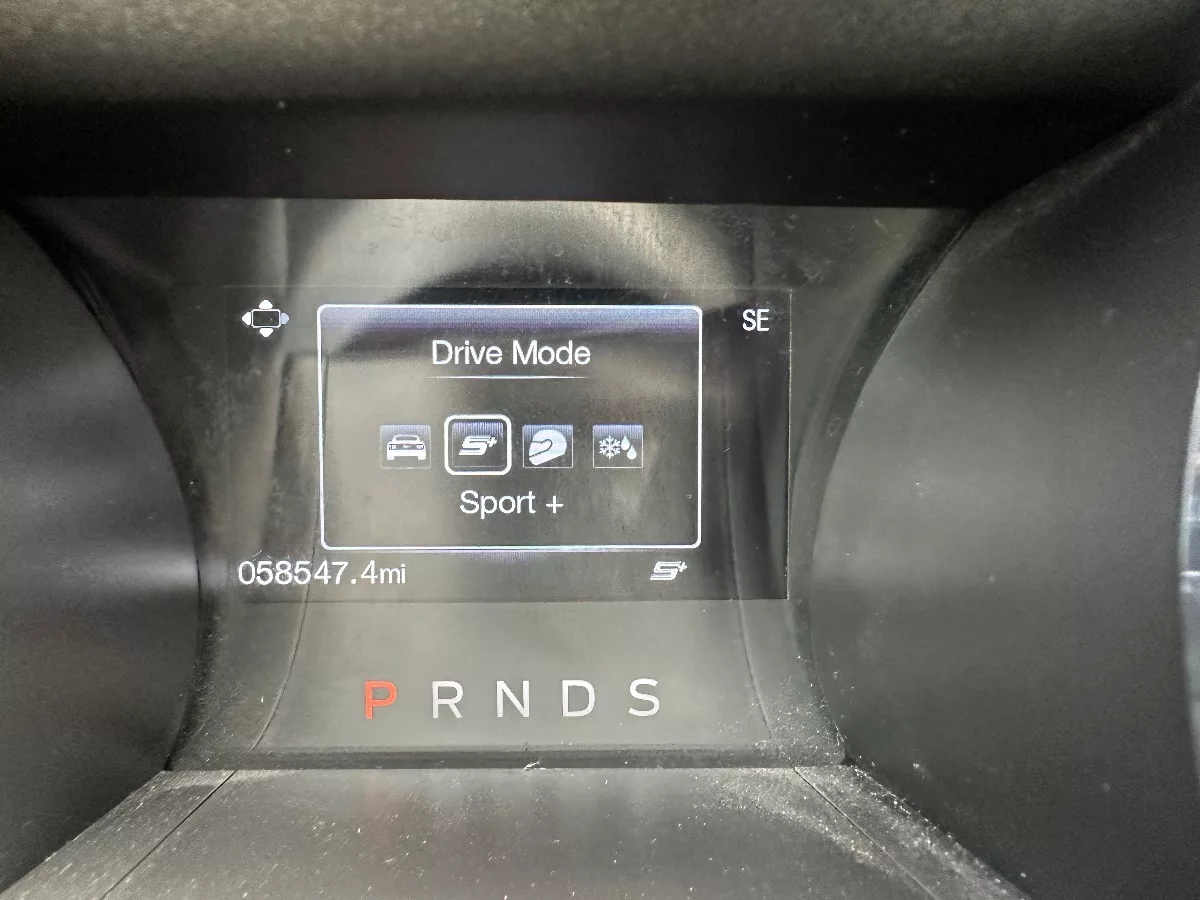 SE
Drive Mode
S+
Sport +
058547.4mi
S+
P R N D S